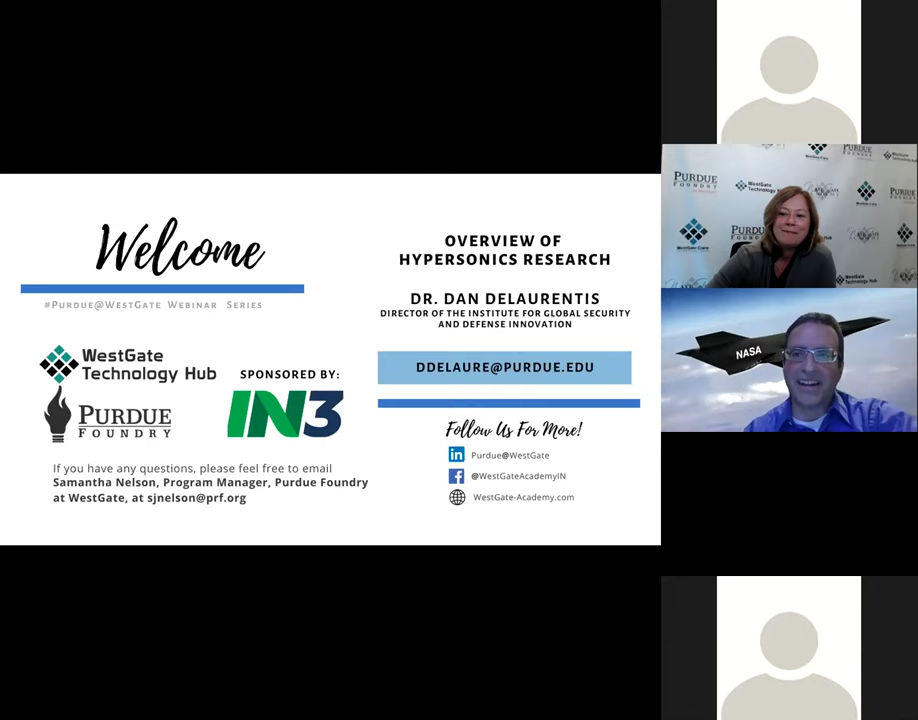 Welcome
#Purdue@WestGate Webinar Series
WestGate
Technology Hub
PURDUE
FOUNDRY
SPONSORED BY:
IN3
If you have any questions, please feel free to email
Samantha Nelson, Program Manager, Purdue Foundry
at WestGate, at sjnelson@prf.org
OVERVIEW OF
HYPERSONICS RESEARCH
DR. DAN DELAURENTIS
DIRECTOR OF THE INSTITUTE FOR GLOBAL SECURITY
AND DEFENSE INNOVATION
DDELAURE@PURDUE.EDU
Follow Us For More!
in Purdue@WestGate
f @WestGateAcademyIN
WestGate-Academy.com
PURDUE
FOUNDRY
NASA